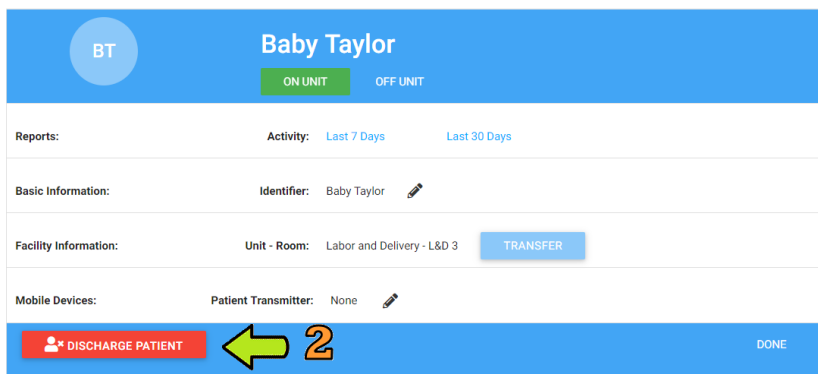 BT
Baby Taylor
ON UNIT OFF UNIT
Reports: Activity: Last 7 Days Last 30 Days
Basic Information: Identifier: Baby Taylor
Facility Information: Unit - Room: Labor and Delivery - L&D 3 TRANSFER
Mobile Devices: Patient Transmitter: None
DISCHARGE PATIENT 2 DONE